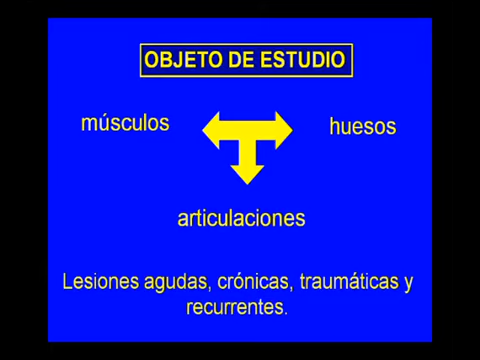 OBJETO DE ESTUDIO
músculos
huesos
articulaciones
Lesiones agudas, crónicas, traumáticas y
recurrentes.